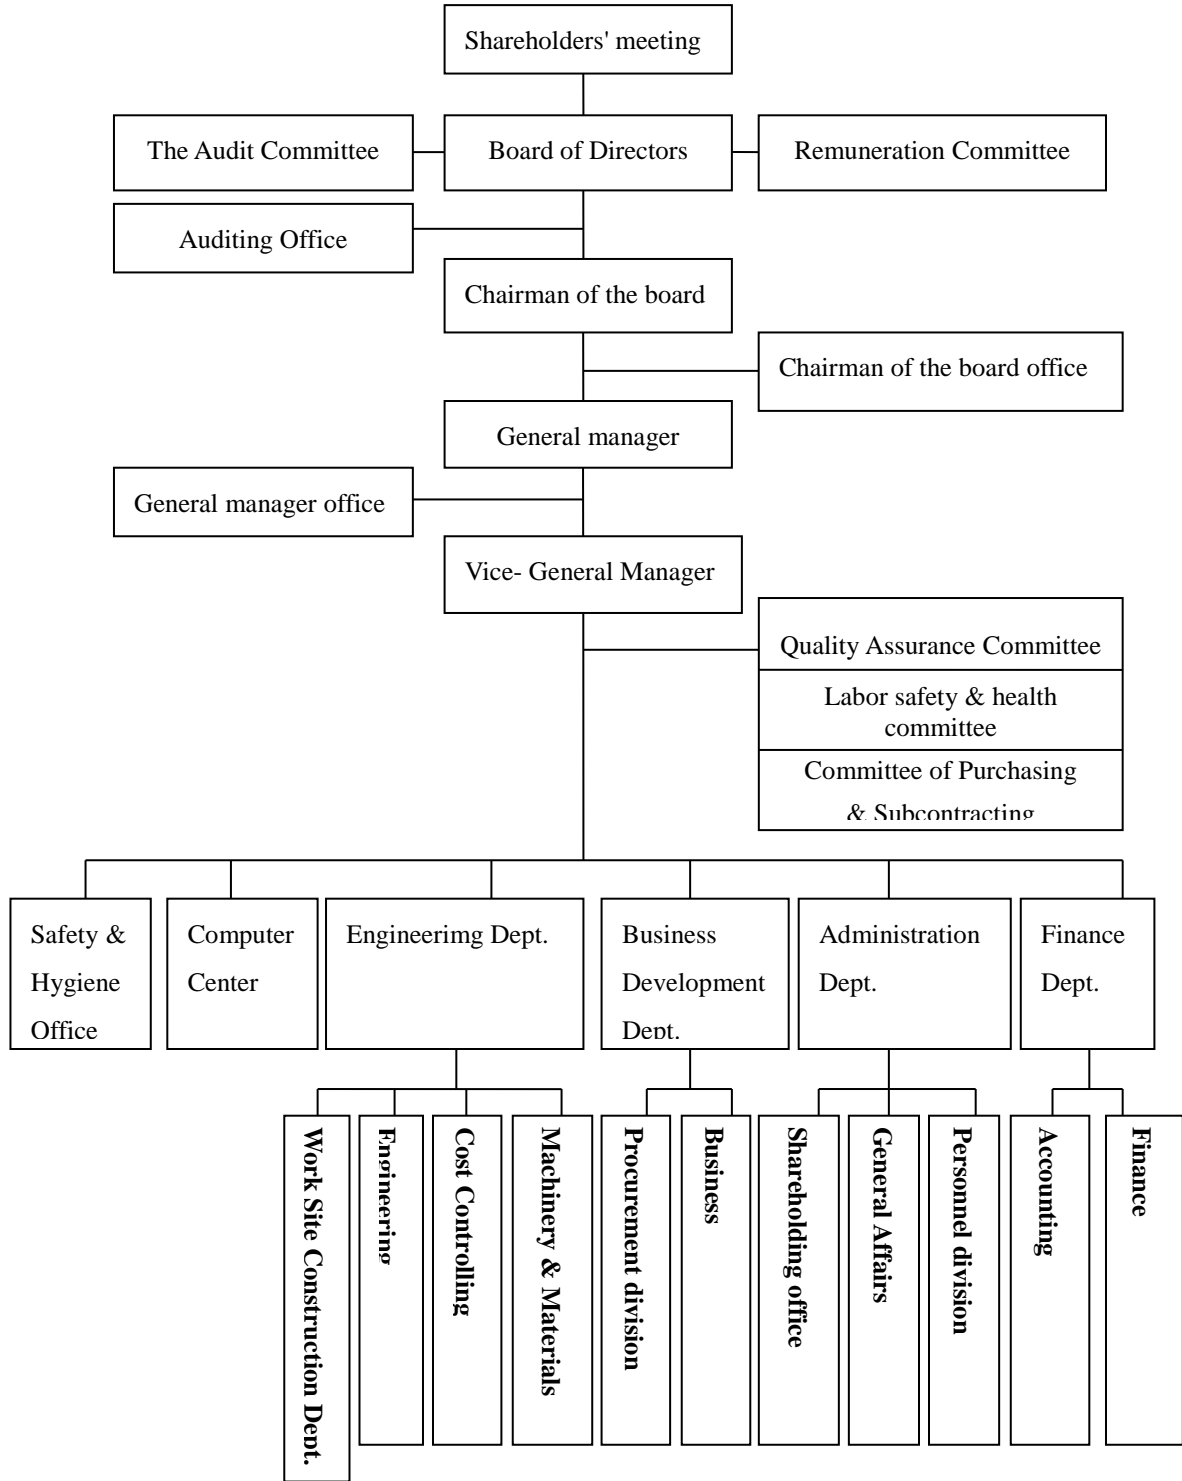 Shareholders' meeting
The Audit Committee
Board of Directors
Remuneration Committee
Auditing Office
Chairman of the board
Chairman of the board office
General manager
General manager office
Vice- General Manager
Quality Assurance Committee
Labor safety & health
committee
Committee of Purchasing
& Subcontracting
Safety &
Hygiene
Office
Computer
Center
Engineerimg Dept.
Business
Development
Dept.
Administration
Dept.
Finance
Dept.
Work Site Construction Dept.
Engineering
Cost Controlling
Machinery & Materials
Procurement division
Business
Shareholding office
General Affairs
Personnel division
Accounting
Finance